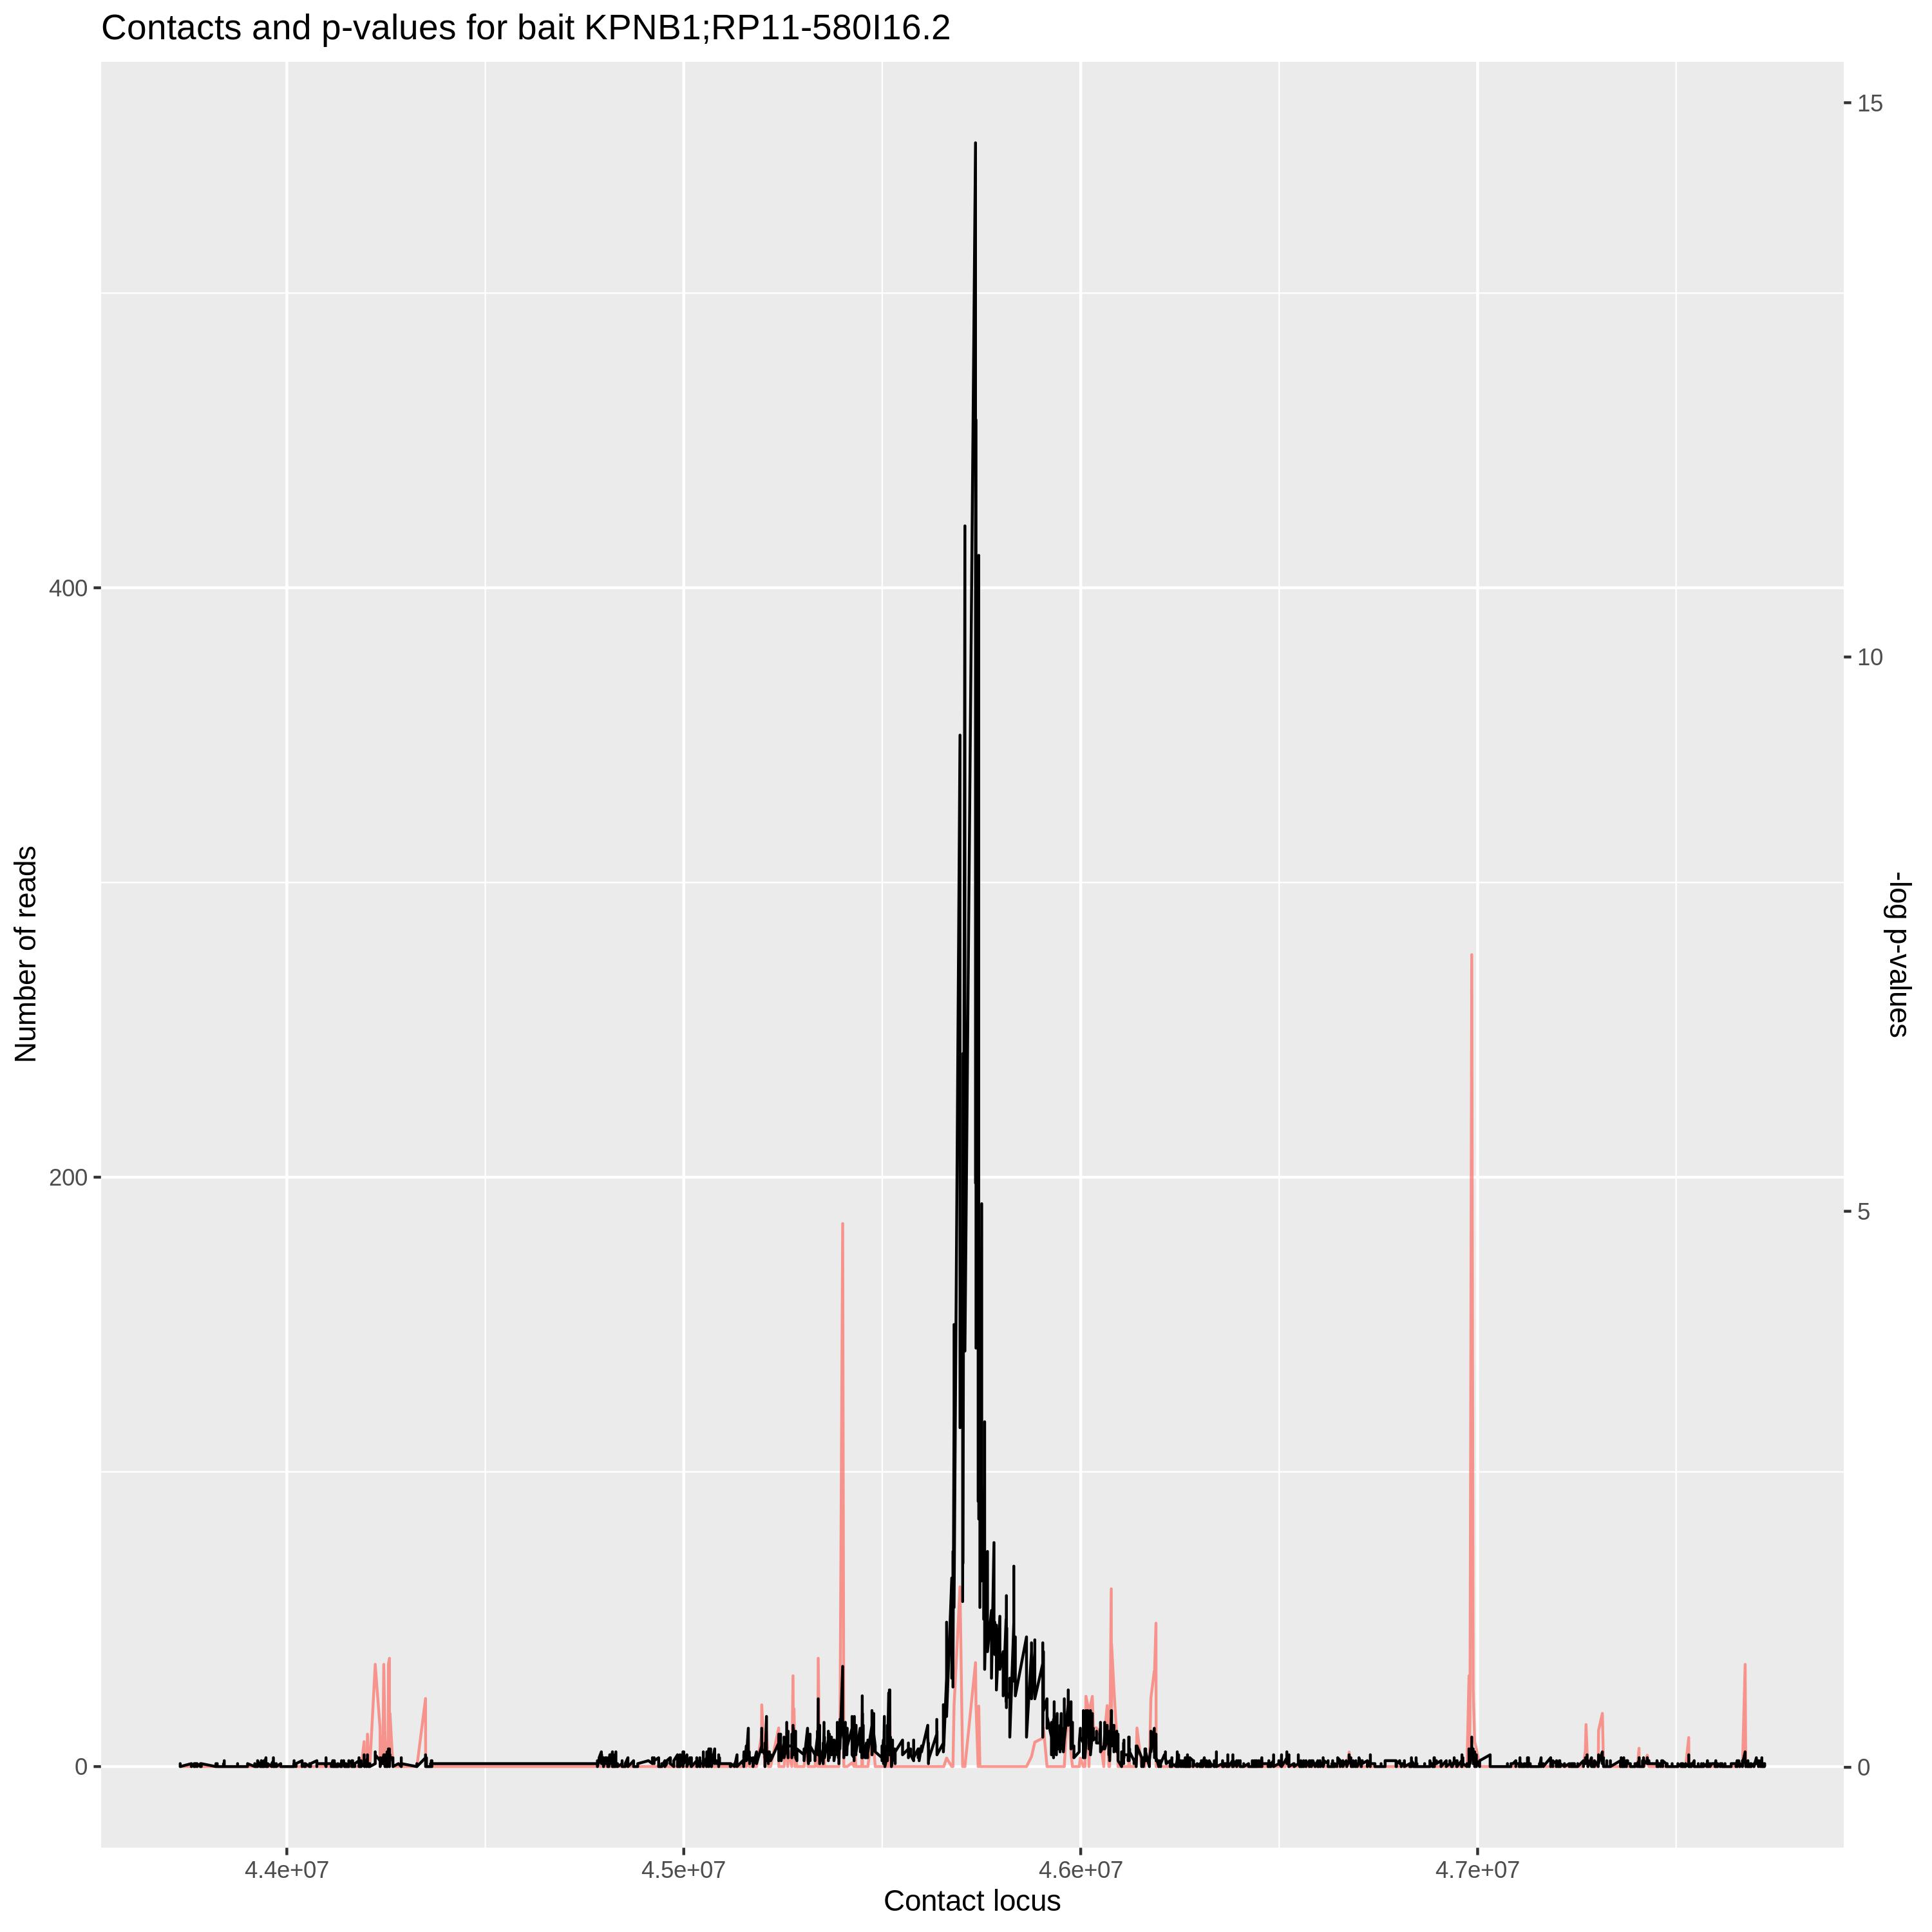 Contacts and p-values for bait KPNB1;RP11-580I16.2
15
400
10
Number of reads
-log p-values
200
5
0
0
4.4e+07
4.5e+07
4.6e+07
4.7e+07
Contact locus